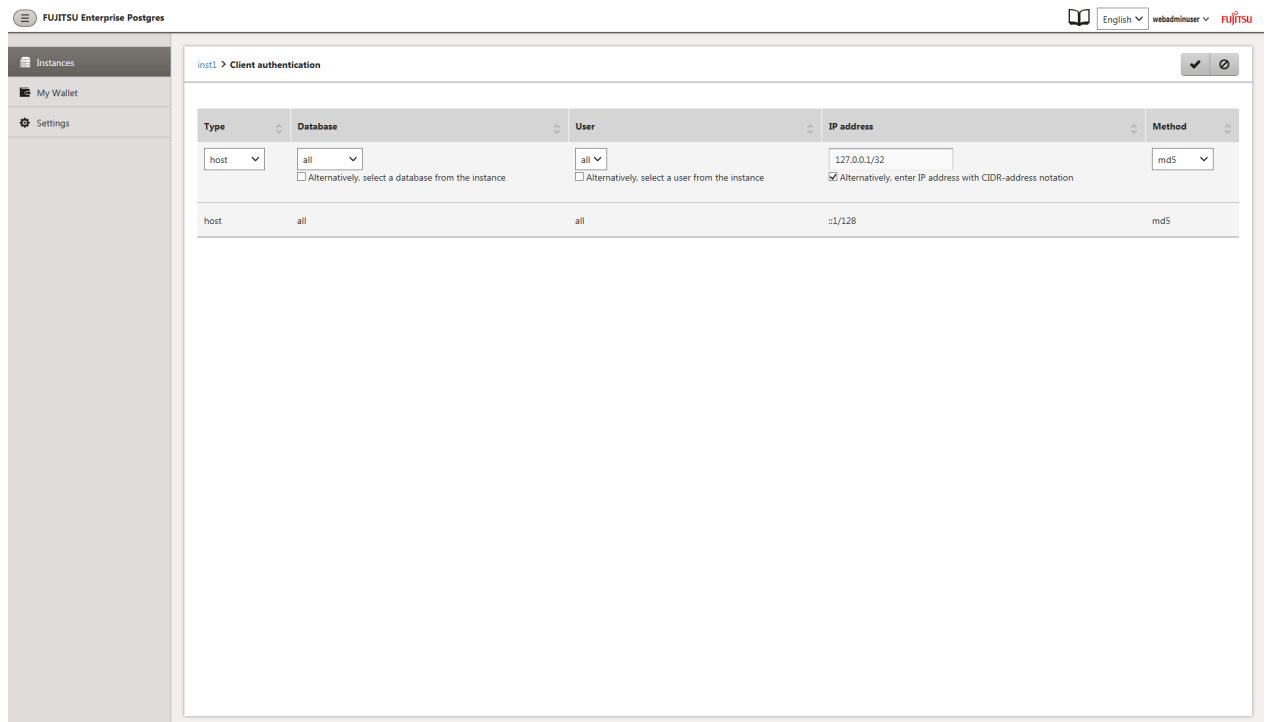 FUJITSU Enterprise Postgres
English
webadminuser
FUJITSU
Instances
My Wallet
Settings
inst1 > Client authentication
Type Database User IP address Method
host all all 127.0.0.1/32 md5
Alternatively, select a database from the instance Alternatively, select a user from the instance Alternatively, enter IP address with CIDR-address notation
host all all ::1/128 md5